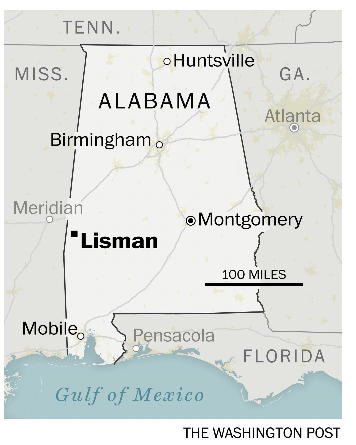 TENN.
Huntsville
MISS.
GA.
ALABAMA
Atlanta
Birmingham
Meridian
Montgomery
Lisman
100 MILES
Mobile
Pensacola
FLORIDA
Gulf of Mexico
THE WASHINGTON POST